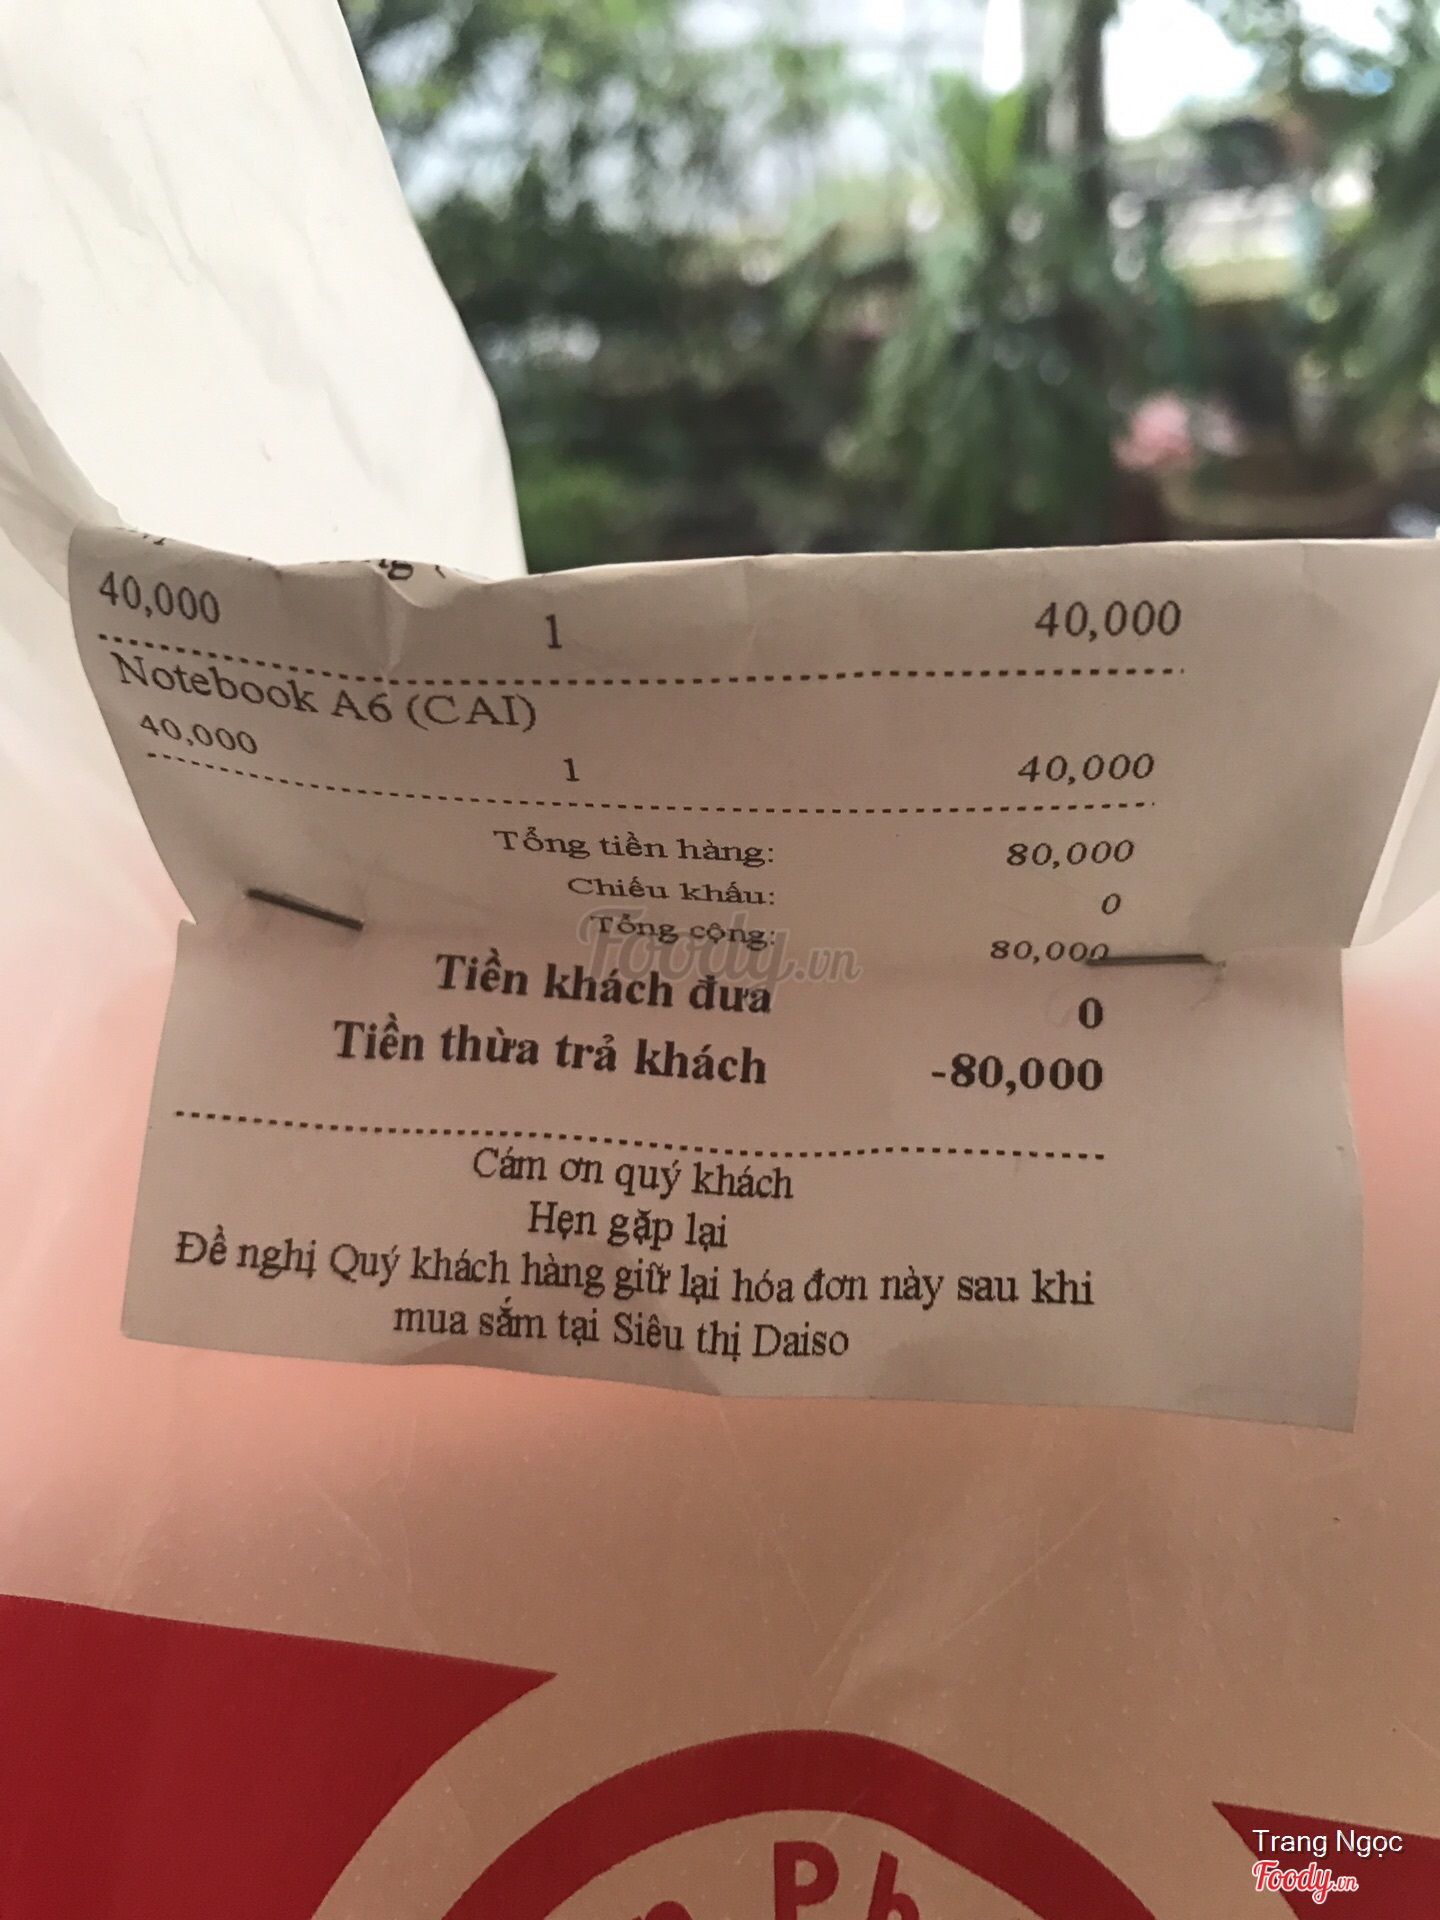 40,000 1 40,000
Notebook A6 (CAI)
40,000 1 40,000
Tổng tiền hàng: 80,000
Chiếu khấu: 0
Tổng cộng: 80,000
Tiền khách đưa 0
Tiền thừa trả khách -80,000
Cám ơn quý khách
Hẹn gặp lại
Đề nghị Quý khách hàng giữ lại hóa đơn này sau khi
mua sắm tại Siêu thị Daiso
Foody.vn
Trang Ngọc
Foody.vn